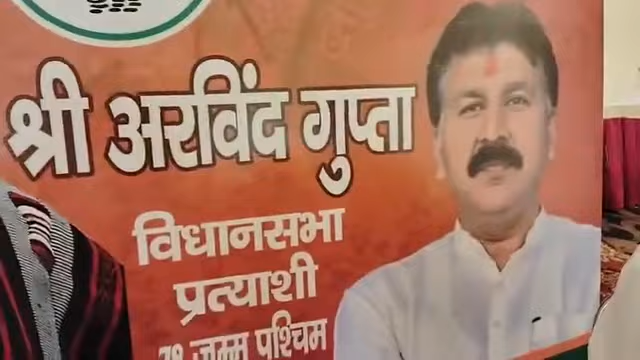 श्री अरविंद गुप्ता
विधानसभा
प्रत्याशी
जम्मू पश्चिम